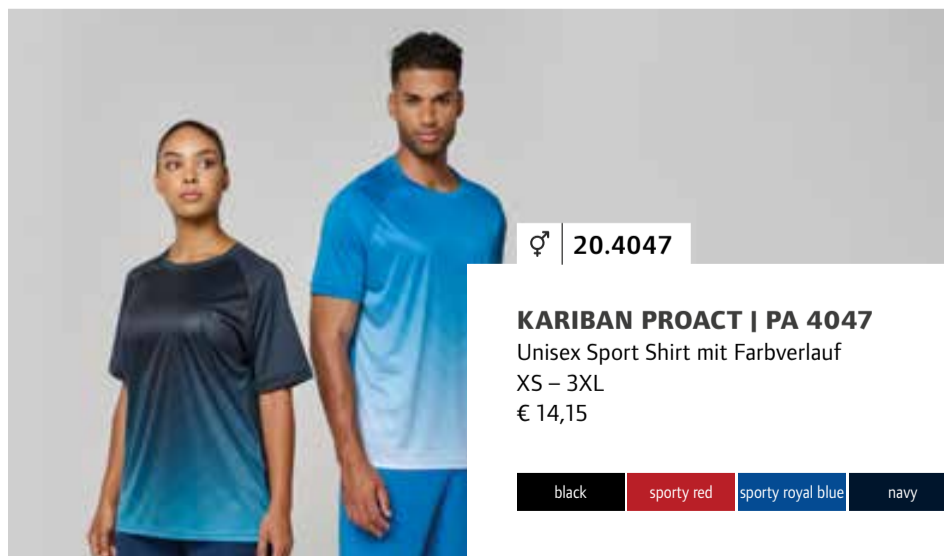 ⚥ 20.4047
KARIBAN PROACT | PA 4047
Unisex Sport Shirt mit Farbverlauf
XS – 3XL
€ 14,15
black sporty red sporty royal blue navy